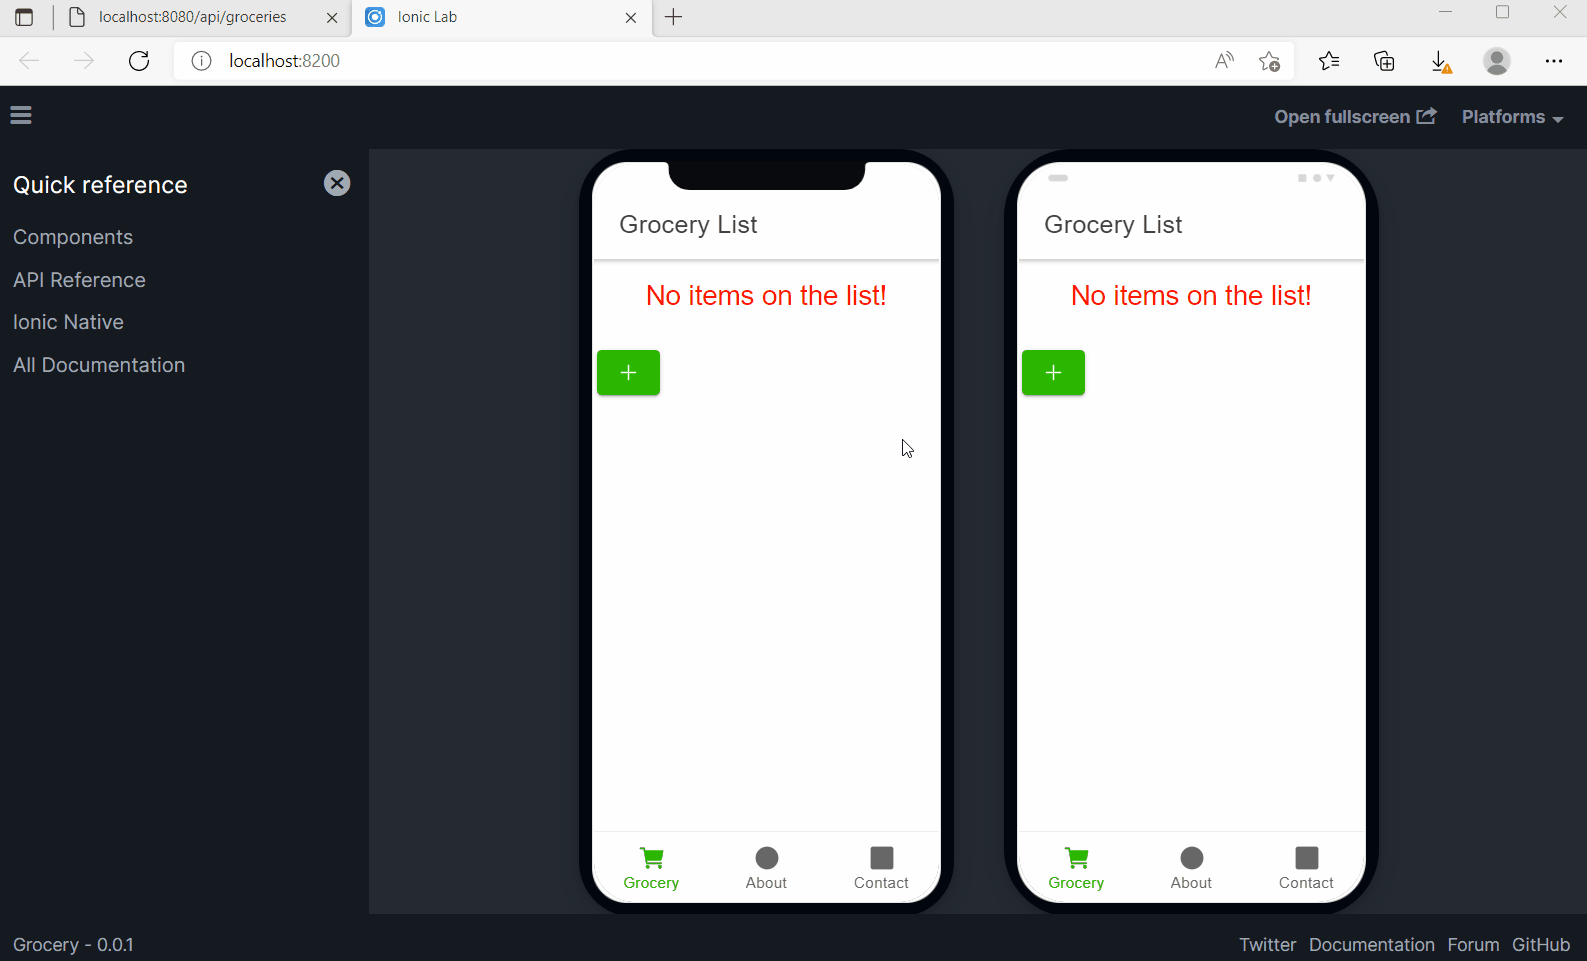 localhost:8080/api/groceries
Ionic Lab
localhost:8200
Open fullscreen
Platforms
Quick reference
Components
API Reference
Ionic Native
All Documentation
Grocery List
No items on the list!
+
Grocery
About
Contact
Grocery List
No items on the list!
+
Grocery
About
Contact
Grocery - 0.0.1
Twitter Documentation Forum GitHub